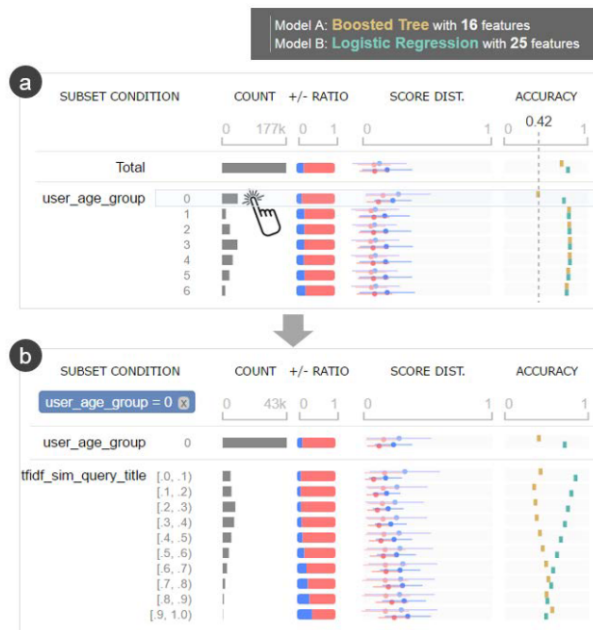 Model A: Boosted Tree with 16 features
Model B: Logistic Regression with 25 features
a
SUBSET CONDITION COUNT +/- RATIO SCORE DIST. ACCURACY
0.42
0 177k 0 1 0 1 0 1
Total
user_age_group 0
1
2
3
4
5
6
b
SUBSET CONDITION COUNT +/- RATIO SCORE DIST. ACCURACY
user_age_group = 0 x
0 43k 0 1 0 1 0 1
user_age_group 0
tfidf_sim_query_title [.0, .1)
[.1, .2)
[.2, .3)
[.3, .4)
[.4, .5)
[.5, .6)
[.6, .7)
[.7, .8)
[.8, .9)
[.9, 1.0)